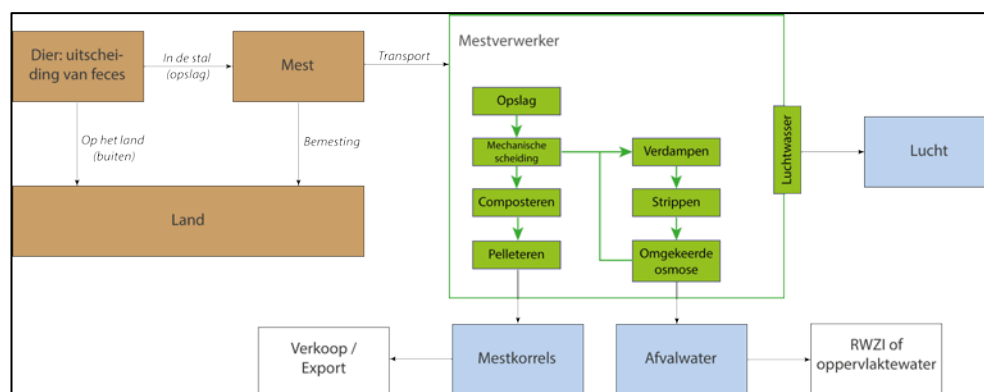 Dier: uitschei-
ding van feces
In de stal
(opslag)
Mest
Transport
Mestverwerker
Op het land
(buiten)
Bemesting
Land
Opslag
Mechanische
scheiding
Composteren
Pelleteren
Verdampen
Strippen
Omgekeerde
osmose
Luchtwasser
Lucht
Verkoop /
Export
Mestkorrels
Afvalwater
RWZI of
oppervlaktewater